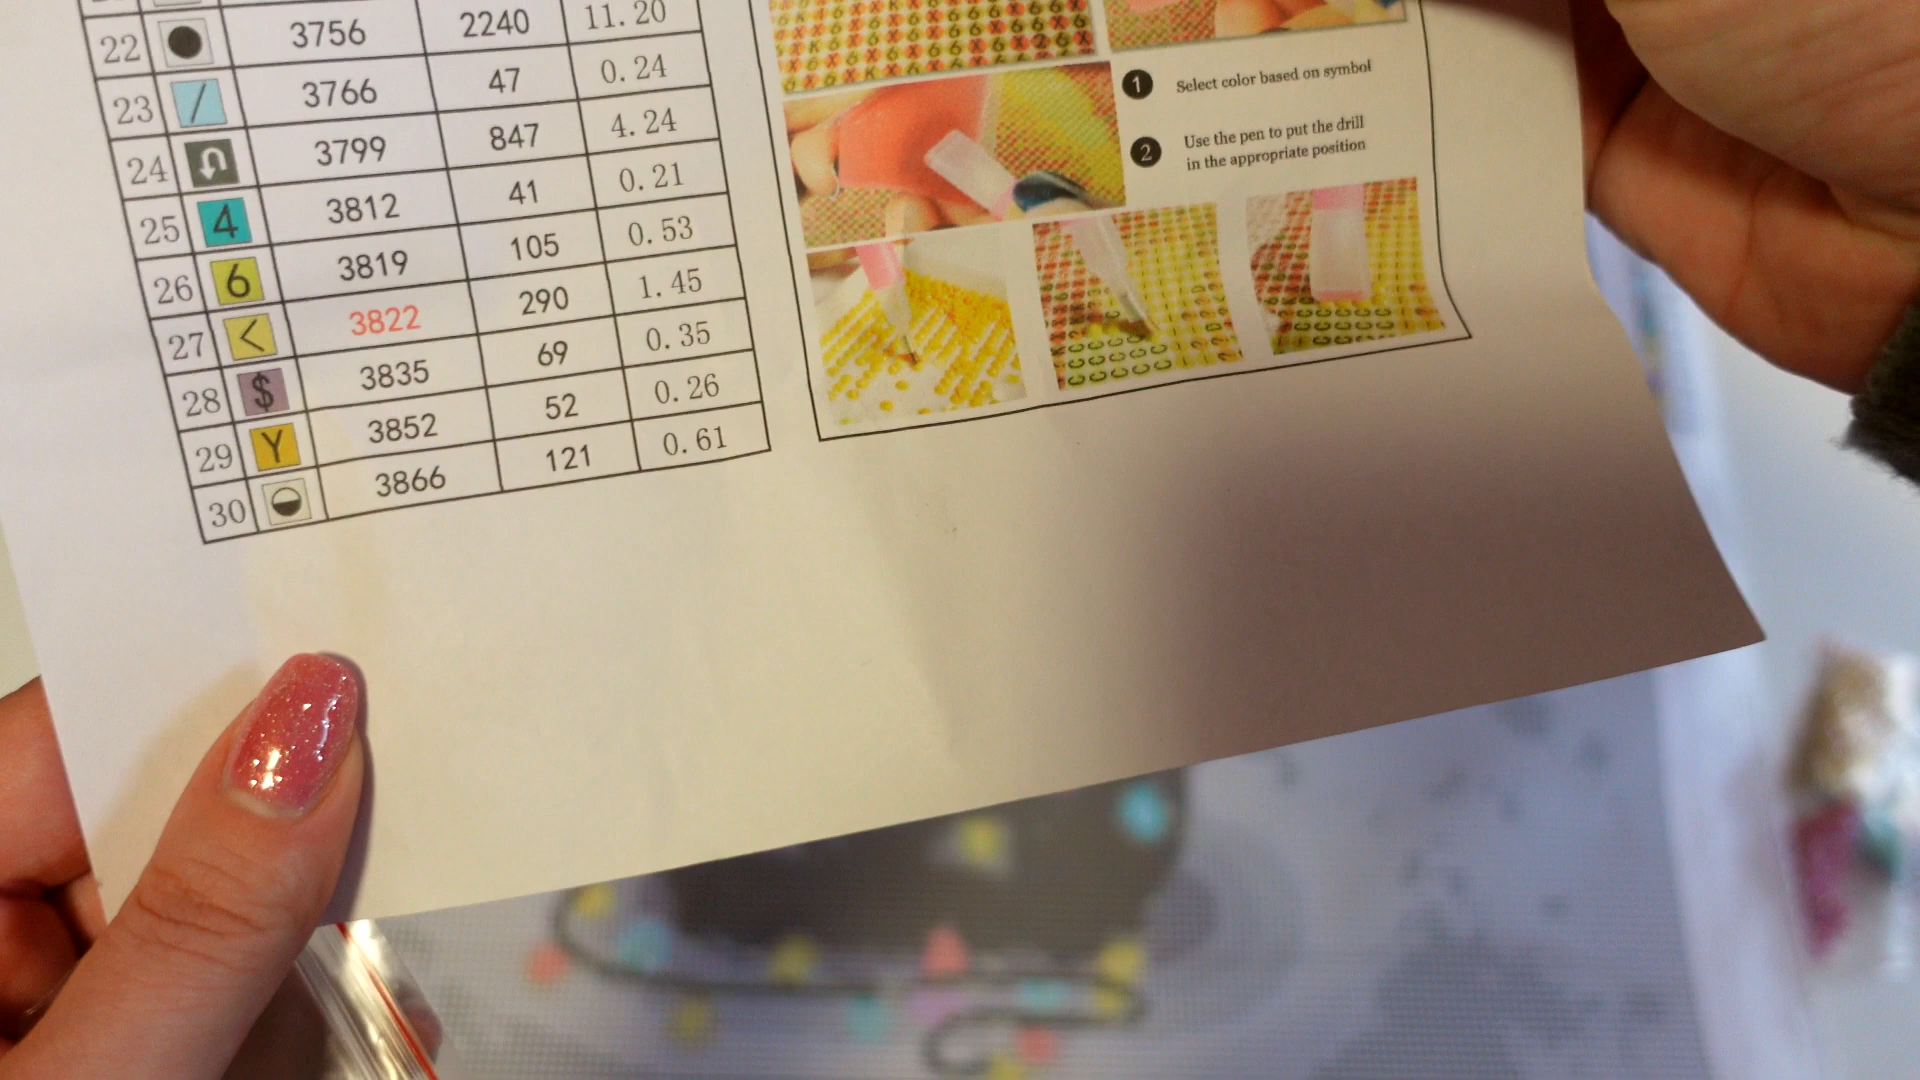 22 ● 3756 2240 11.20
23 / 3766 47 0.24
24 3799 847 4.24
25 4 3812 41 0.21
26 6 3819 105 0.53
27 < 3822 290 1.45
28 $ 3835 69 0.35
29 Y 3852 52 0.26
30 3866 121 0.61
1 Select color based on symbol
2 Use the pen to put the drill
in the appropriate position